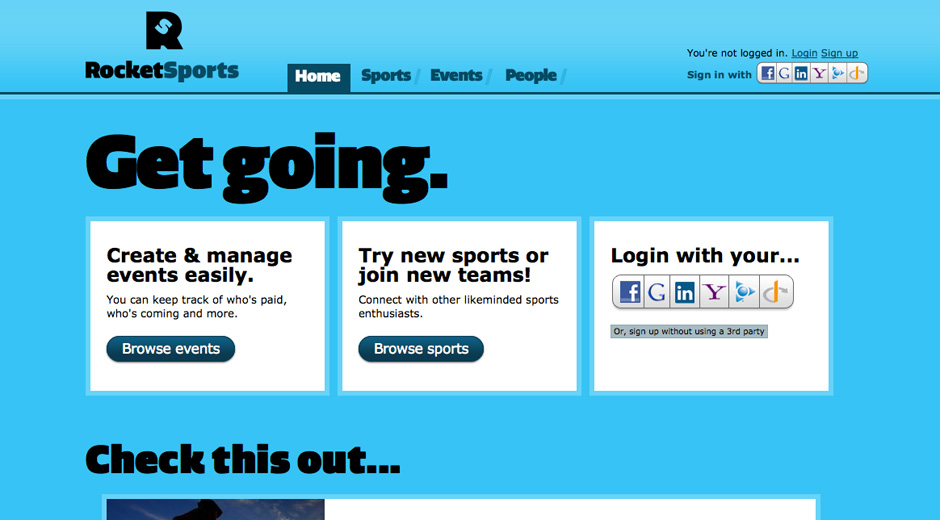 RocketSports
Home Sports / Events / People /
You're not logged in. Login Sign up
Sign in with
Get going.
Create & manage
events easily.
You can keep track of who's paid,
who's coming and more.
Browse events
Try new sports or
join new teams!
Connect with other likeminded sports
enthusiasts.
Browse sports
Login with your...
Or, sign up without using a 3rd party
Check this out...